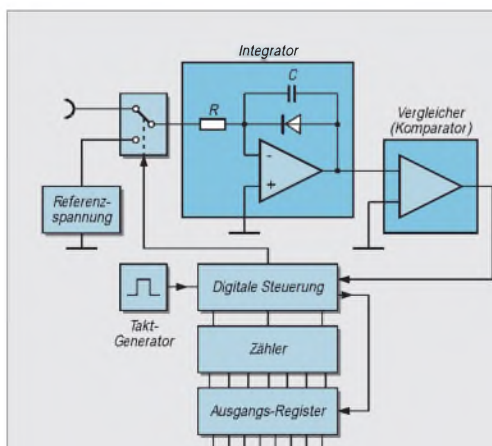 Integrator
C
R
Vergleicher
(Komparator)
-
+
Referenz-
spannung
Digitale Steuerung
Takt-
Generator
Zähler
Ausgangs-Register